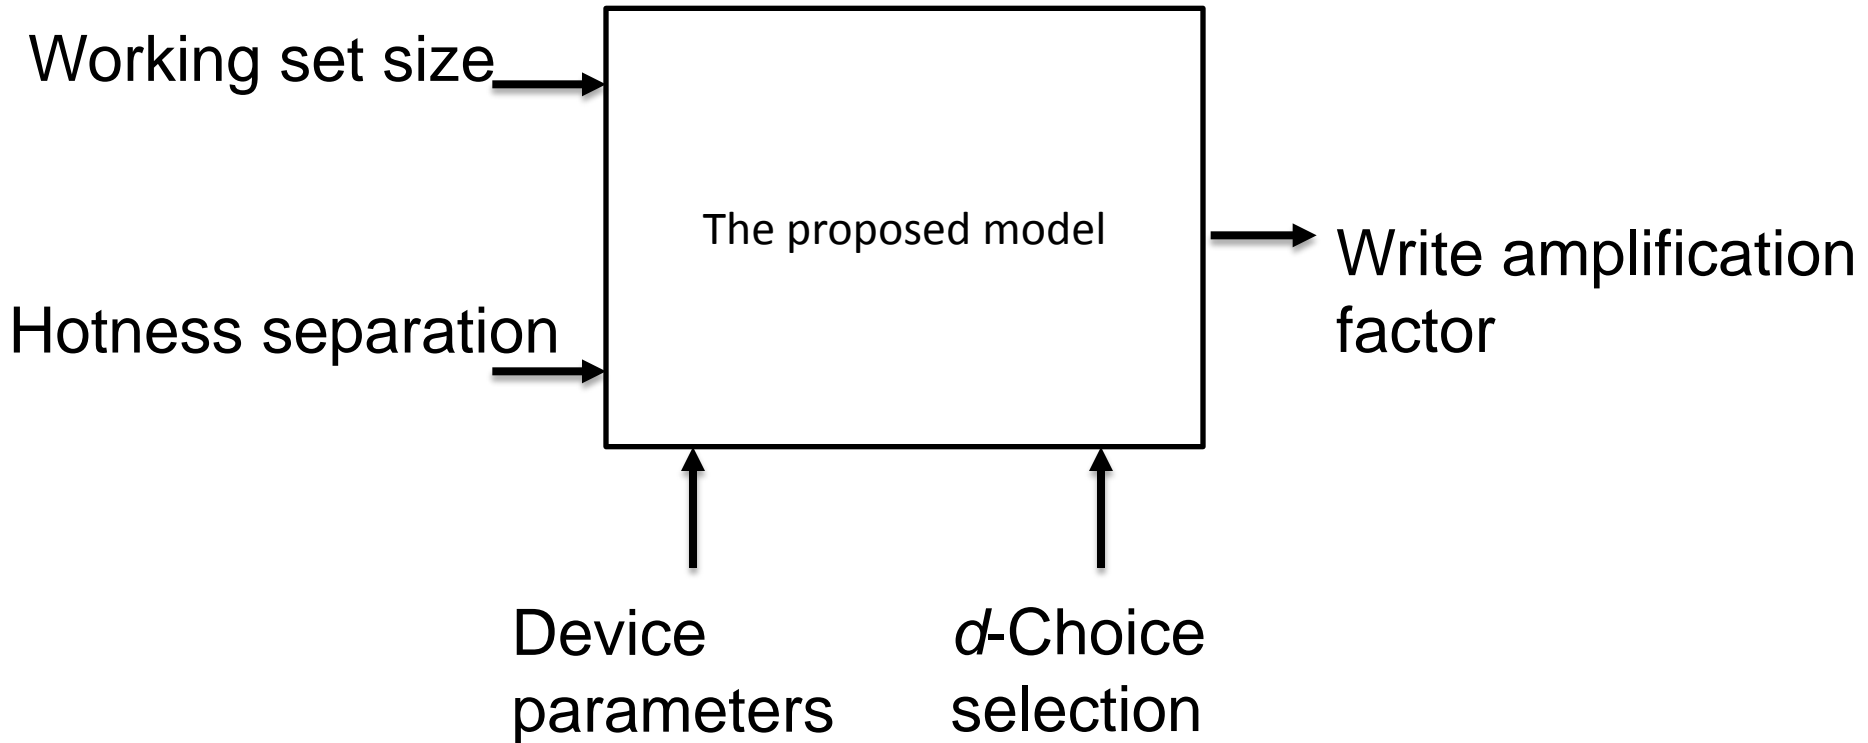 Working set size
The proposed model
Write amplification
factor
Hotness separation
Device
parameters
d-Choice
selection